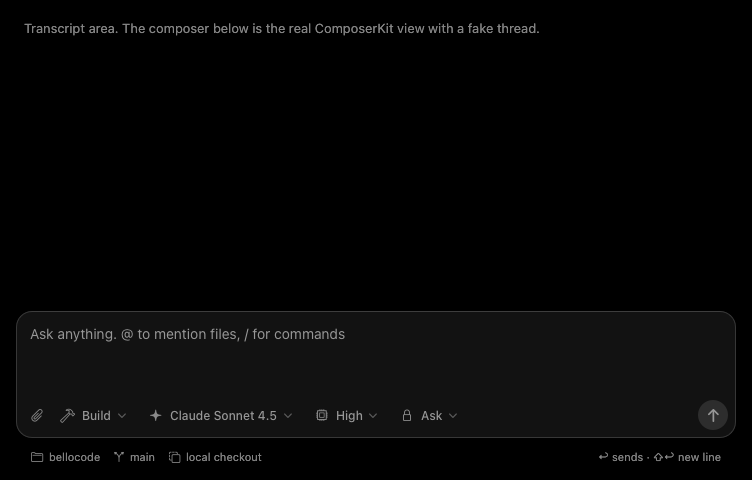 Transcript area. The composer below is the real ComposerKit view with a fake thread.
Ask anything. @ to mention files, / for commands
Build Claude Sonnet 4.5 High Ask
bellocode main local checkout ↩ sends · ⇧↩ new line